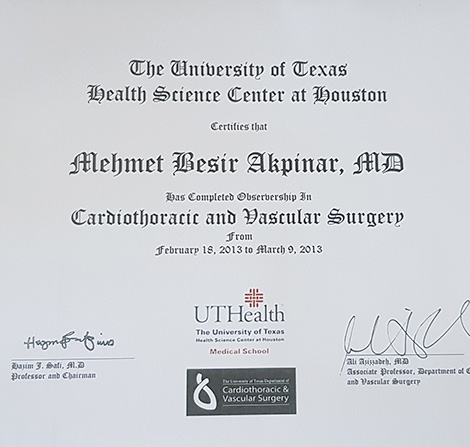 The University of Texas
Health Science Center at Houston
Certifies that
Mehmet Besir Akpinar, MD
Has Completed Observership In
Cardiothoracic and Vascular Surgery
From
February 18, 2013 to March 9, 2013
UTHealth
The University of Texas
Health Science Center at Houston
Medical School
Hazim J. Safi, M.D
Professor and Chairman
Ali Azizzadeh, MD
Associate Professor, Department of C
and Vascular Surgery
The University of Texas Department of
Cardiothoracic &
Vascular Surgery